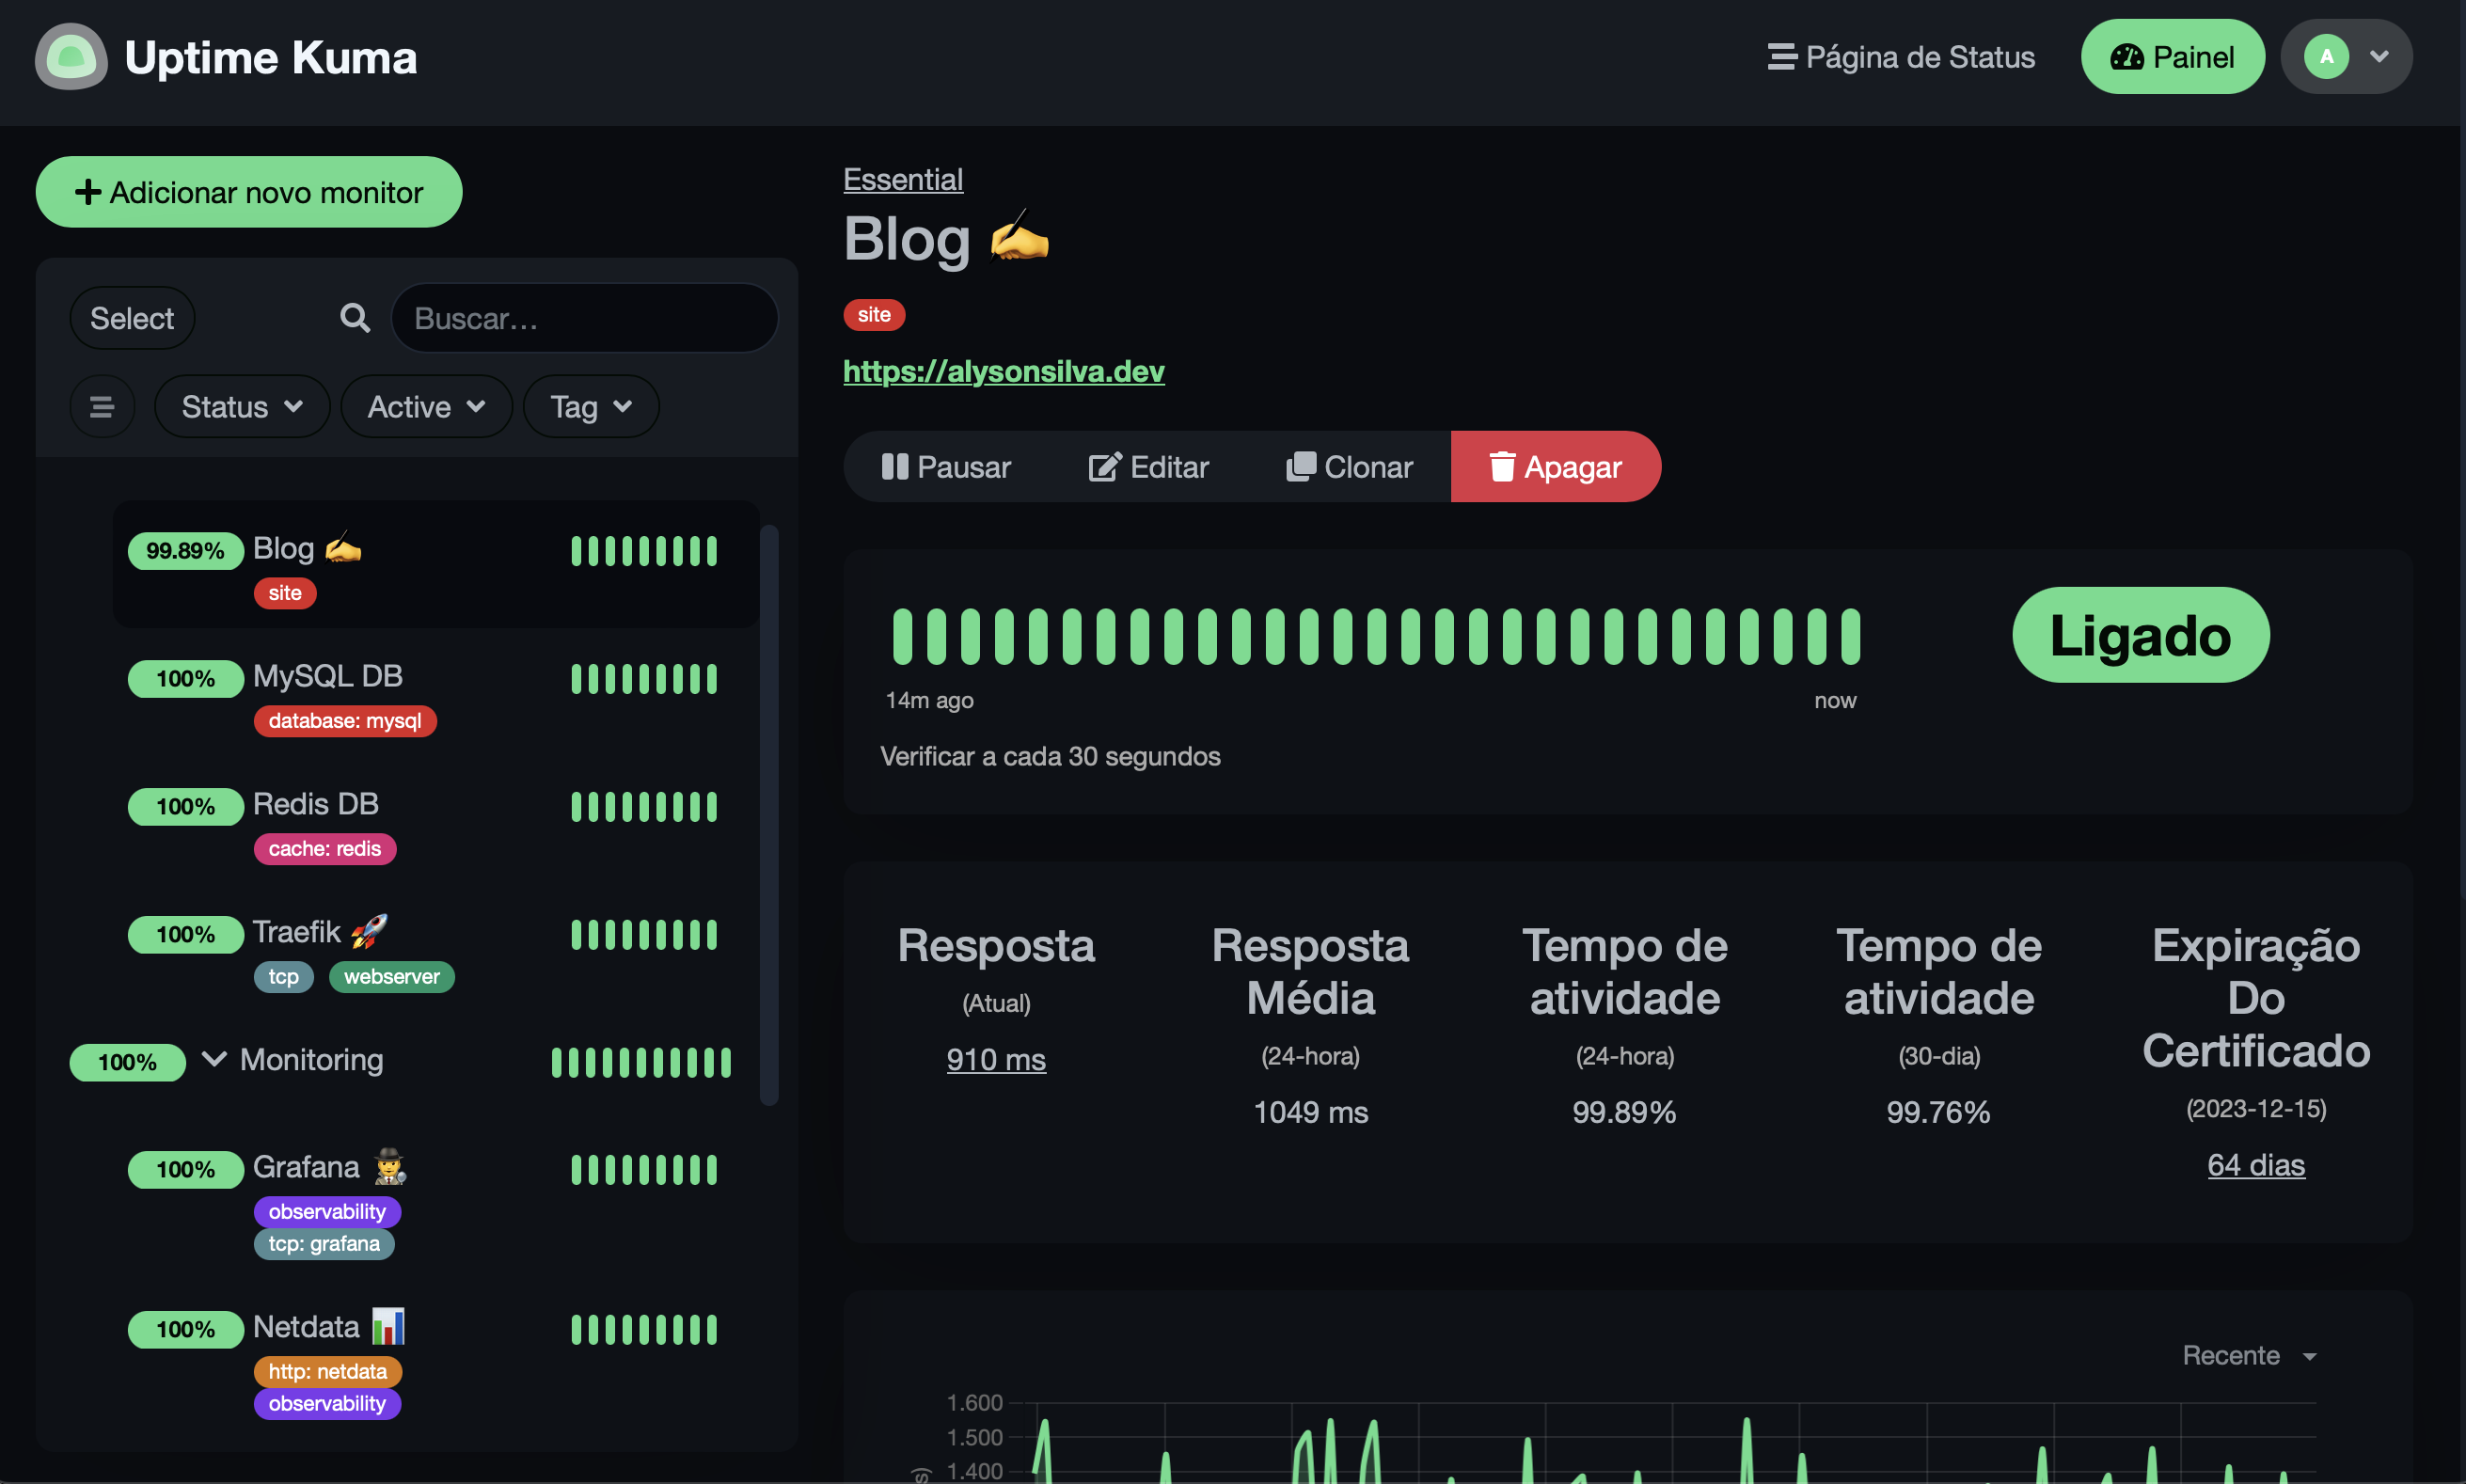 Uptime Kuma
Página de Status
Painel
A
Adicionar novo monitor
Select
Buscar...
Status
Active
Tag
99.89%
Blog
site
100%
MySQL DB
database: mysql
100%
Redis DB
cache: redis
100%
Traefik
tcp
webserver
100%
Monitoring
100%
Grafana
observability
tcp: grafana
100%
Netdata
http: netdata
observability
Essential
Blog
site
https://alysonsilva.dev
Pausar
Editar
Clonar
Apagar
14m ago
now
Ligado
Verificar a cada 30 segundos
Resposta
(Atual)
910 ms
Resposta
Média
(24-hora)
1049 ms
Tempo de
atividade
(24-hora)
99.89%
Tempo de
atividade
(30-dia)
99.76%
Expiração
Do
Certificado
(2023-12-15)
64 dias
Recente
1.600
1.500
1.400